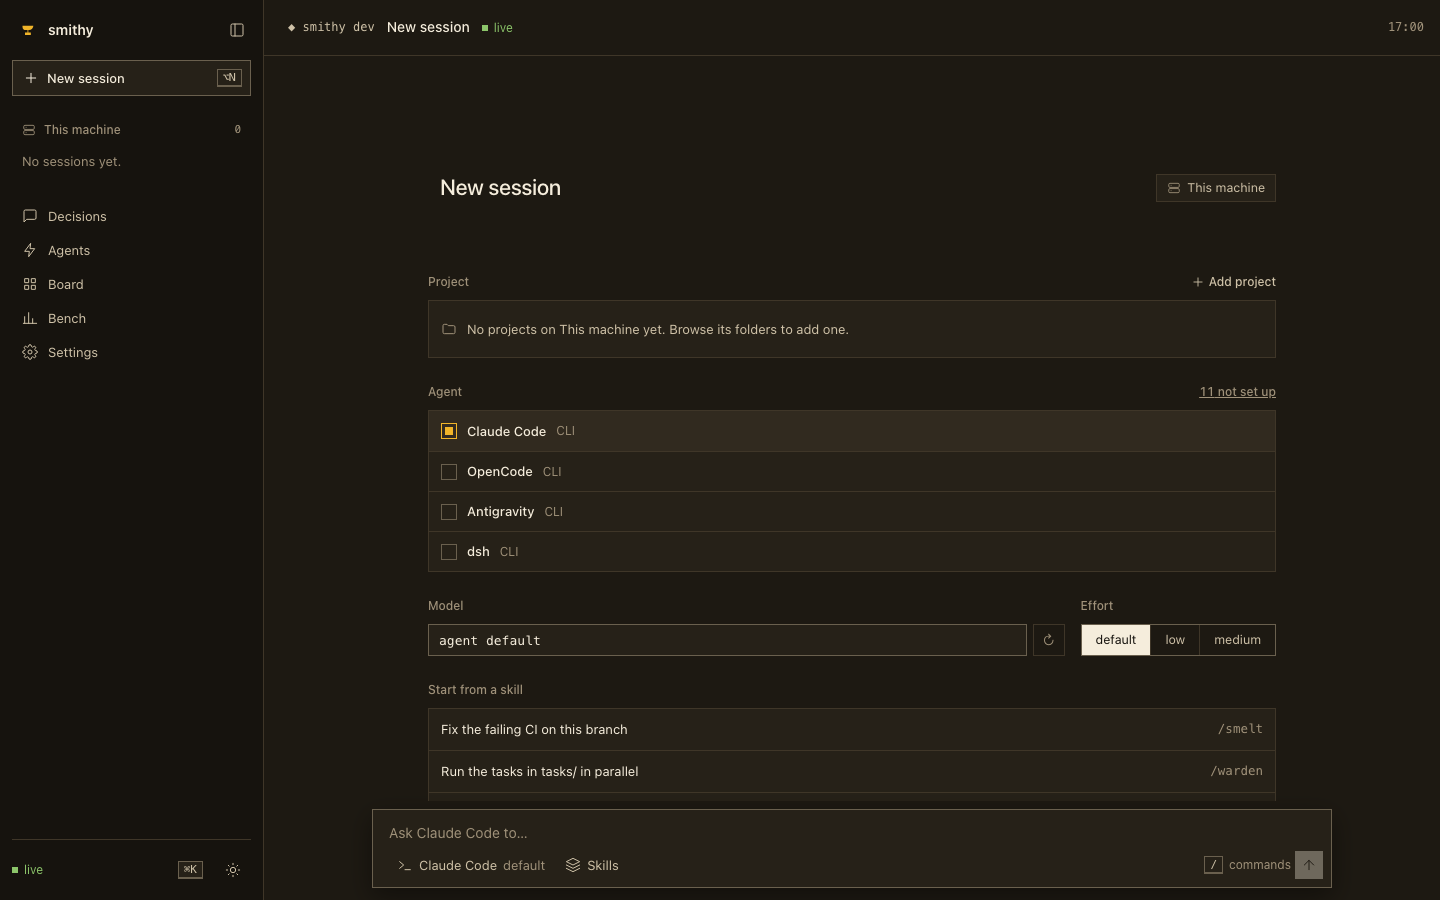 smithy
New session ⌥N
This machine 0
No sessions yet.
Decisions
Agents
Board
Bench
Settings
live ⌘K
◆ smithy dev New session live 17:00
New session This machine
Project + Add project
No projects on This machine yet. Browse its folders to add one.
Agent 11 not set up
Claude Code CLI
OpenCode CLI
Antigravity CLI
dsh CLI
Model Effort
agent default default low medium
Start from a skill
Fix the failing CI on this branch /smelt
Run the tasks in tasks/ in parallel /warden
Ask Claude Code to...
Claude Code default Skills / commands